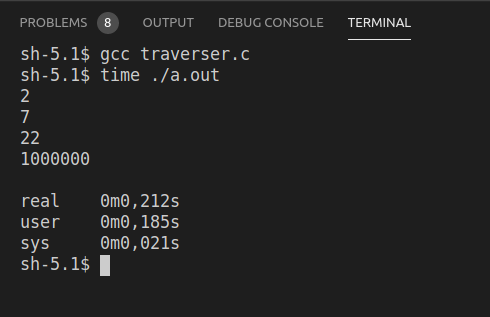 PROBLEMS 8 OUTPUT DEBUG CONSOLE TERMINAL
sh-5.1$ gcc traverser.c
sh-5.1$ time ./a.out
2
7
22
1000000
real 0m0,212s
user 0m0,185s
sys 0m0,021s
sh-5.1$